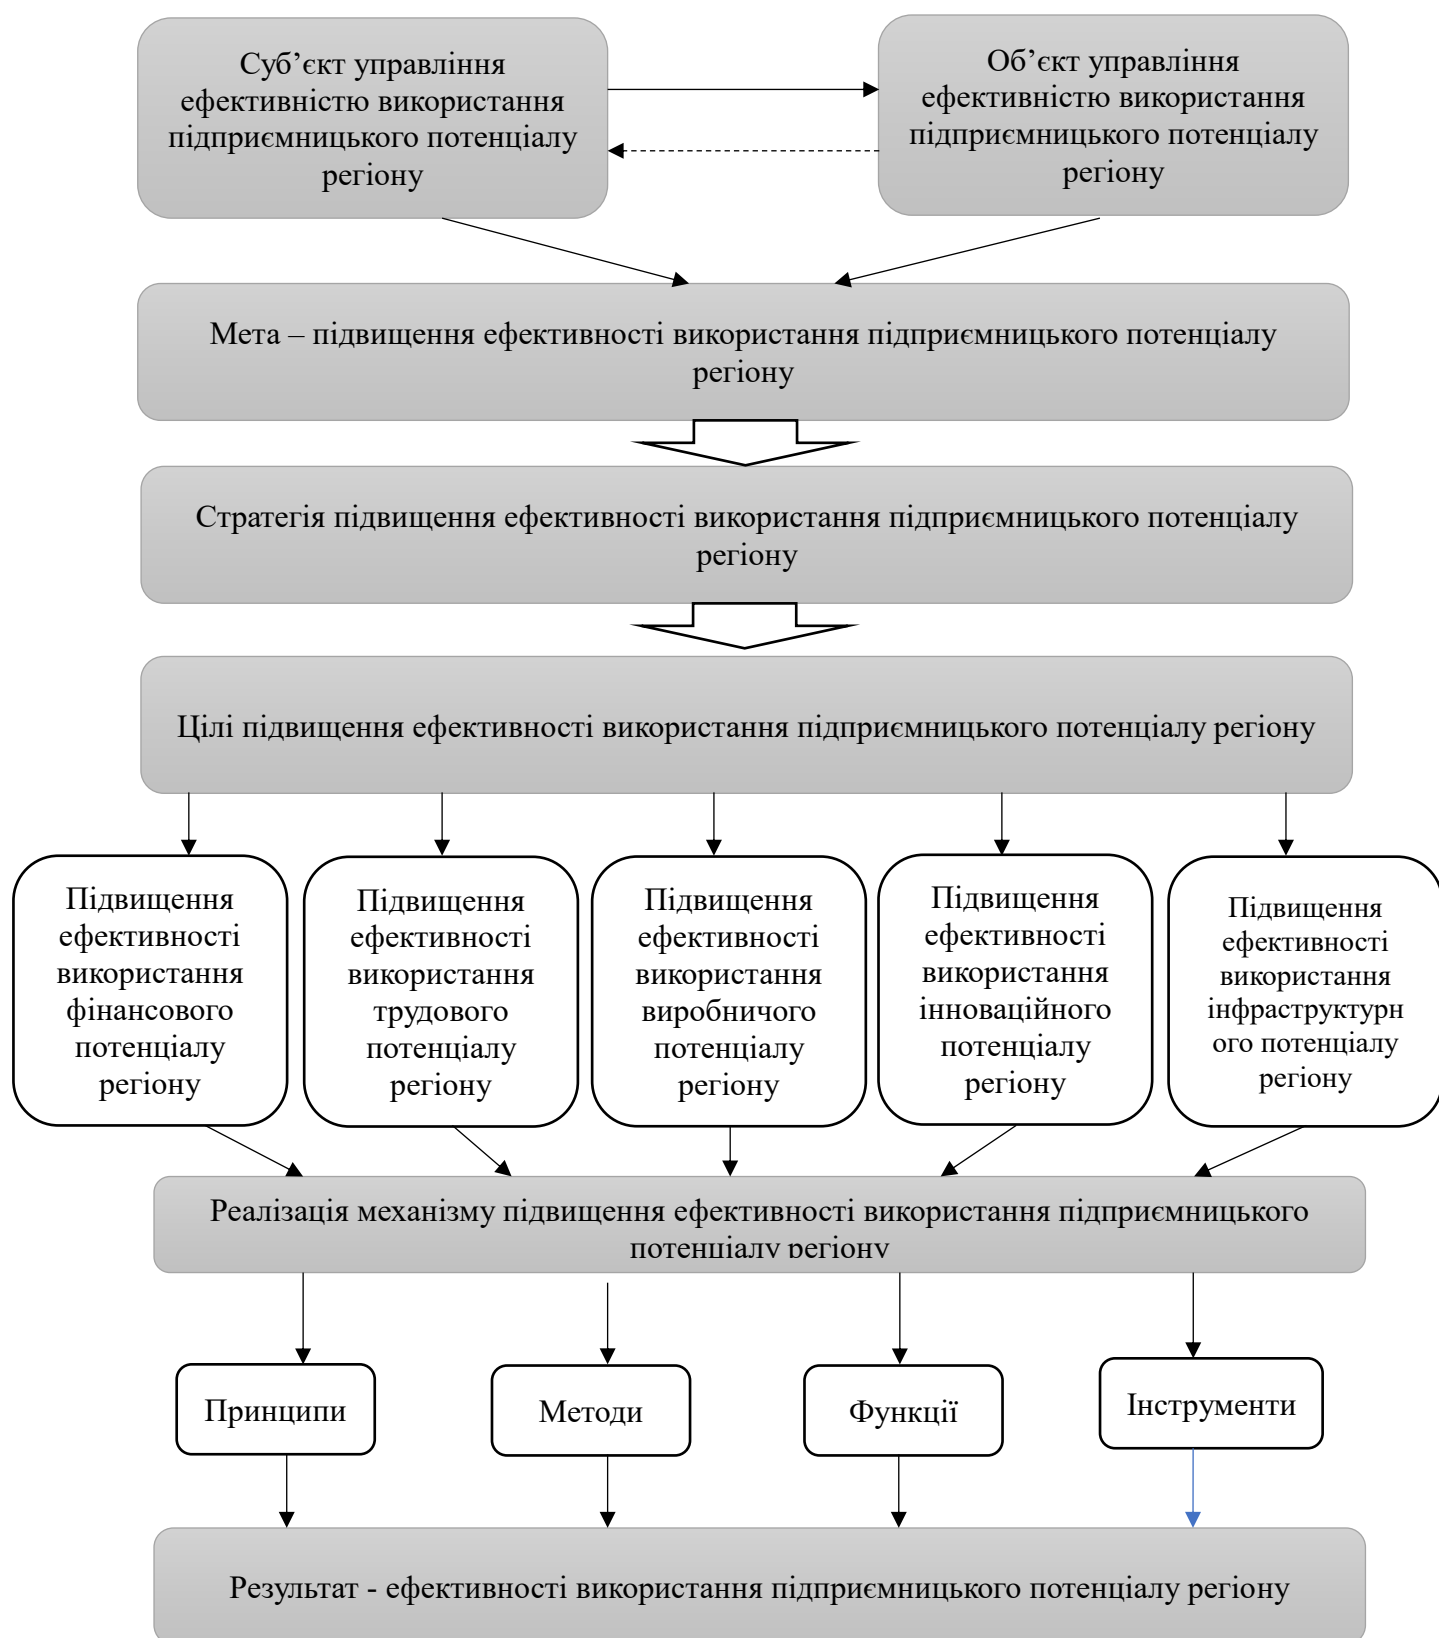 Суб’єкт управління
ефективністю використання
підприємницького потенціалу
регіону
Об’єкт управління
ефективністю використання
підприємницького потенціалу
регіону
Мета – підвищення ефективності використання підприємницького потенціалу
регіону
Стратегія підвищення ефективності використання підприємницького потенціалу
регіону
Цілі підвищення ефективності використання підприємницького потенціалу регіону
Підвищення
ефективності
використання
фінансового
потенціалу
регіону
Підвищення
ефективності
використання
трудового
потенціалу
регіону
Підвищення
ефективності
використання
виробничого
потенціалу
регіону
Підвищення
ефективності
використання
інноваційного
потенціалу
регіону
Підвищення
ефективності
використання
інфраструктурн
ого потенціалу
регіону
Реалізація механізму підвищення ефективності використання підприємницького
потенціалу регіону
Принципи
Методи
Функції
Інструменти
Результат - ефективності використання підприємницького потенціалу регіону